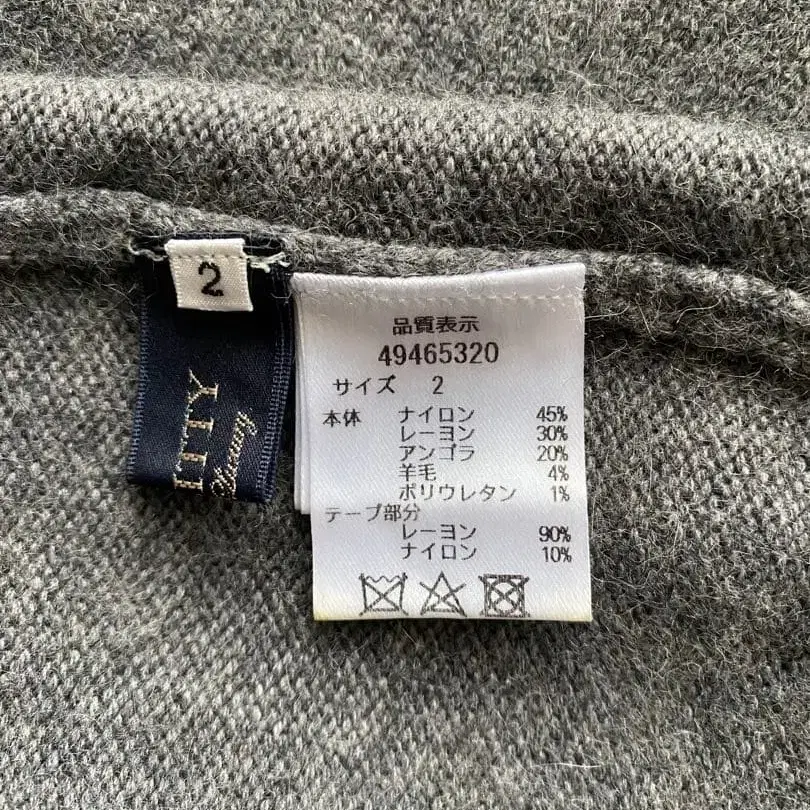 2
ITTY
品質表示
49465320
サイズ 2
本体 ナイロン 45%
レーヨン 30%
アンゴラ 20%
羊毛 4%
ポリウレタン 1%
テープ部分
レーヨン 90%
ナイロン 10%